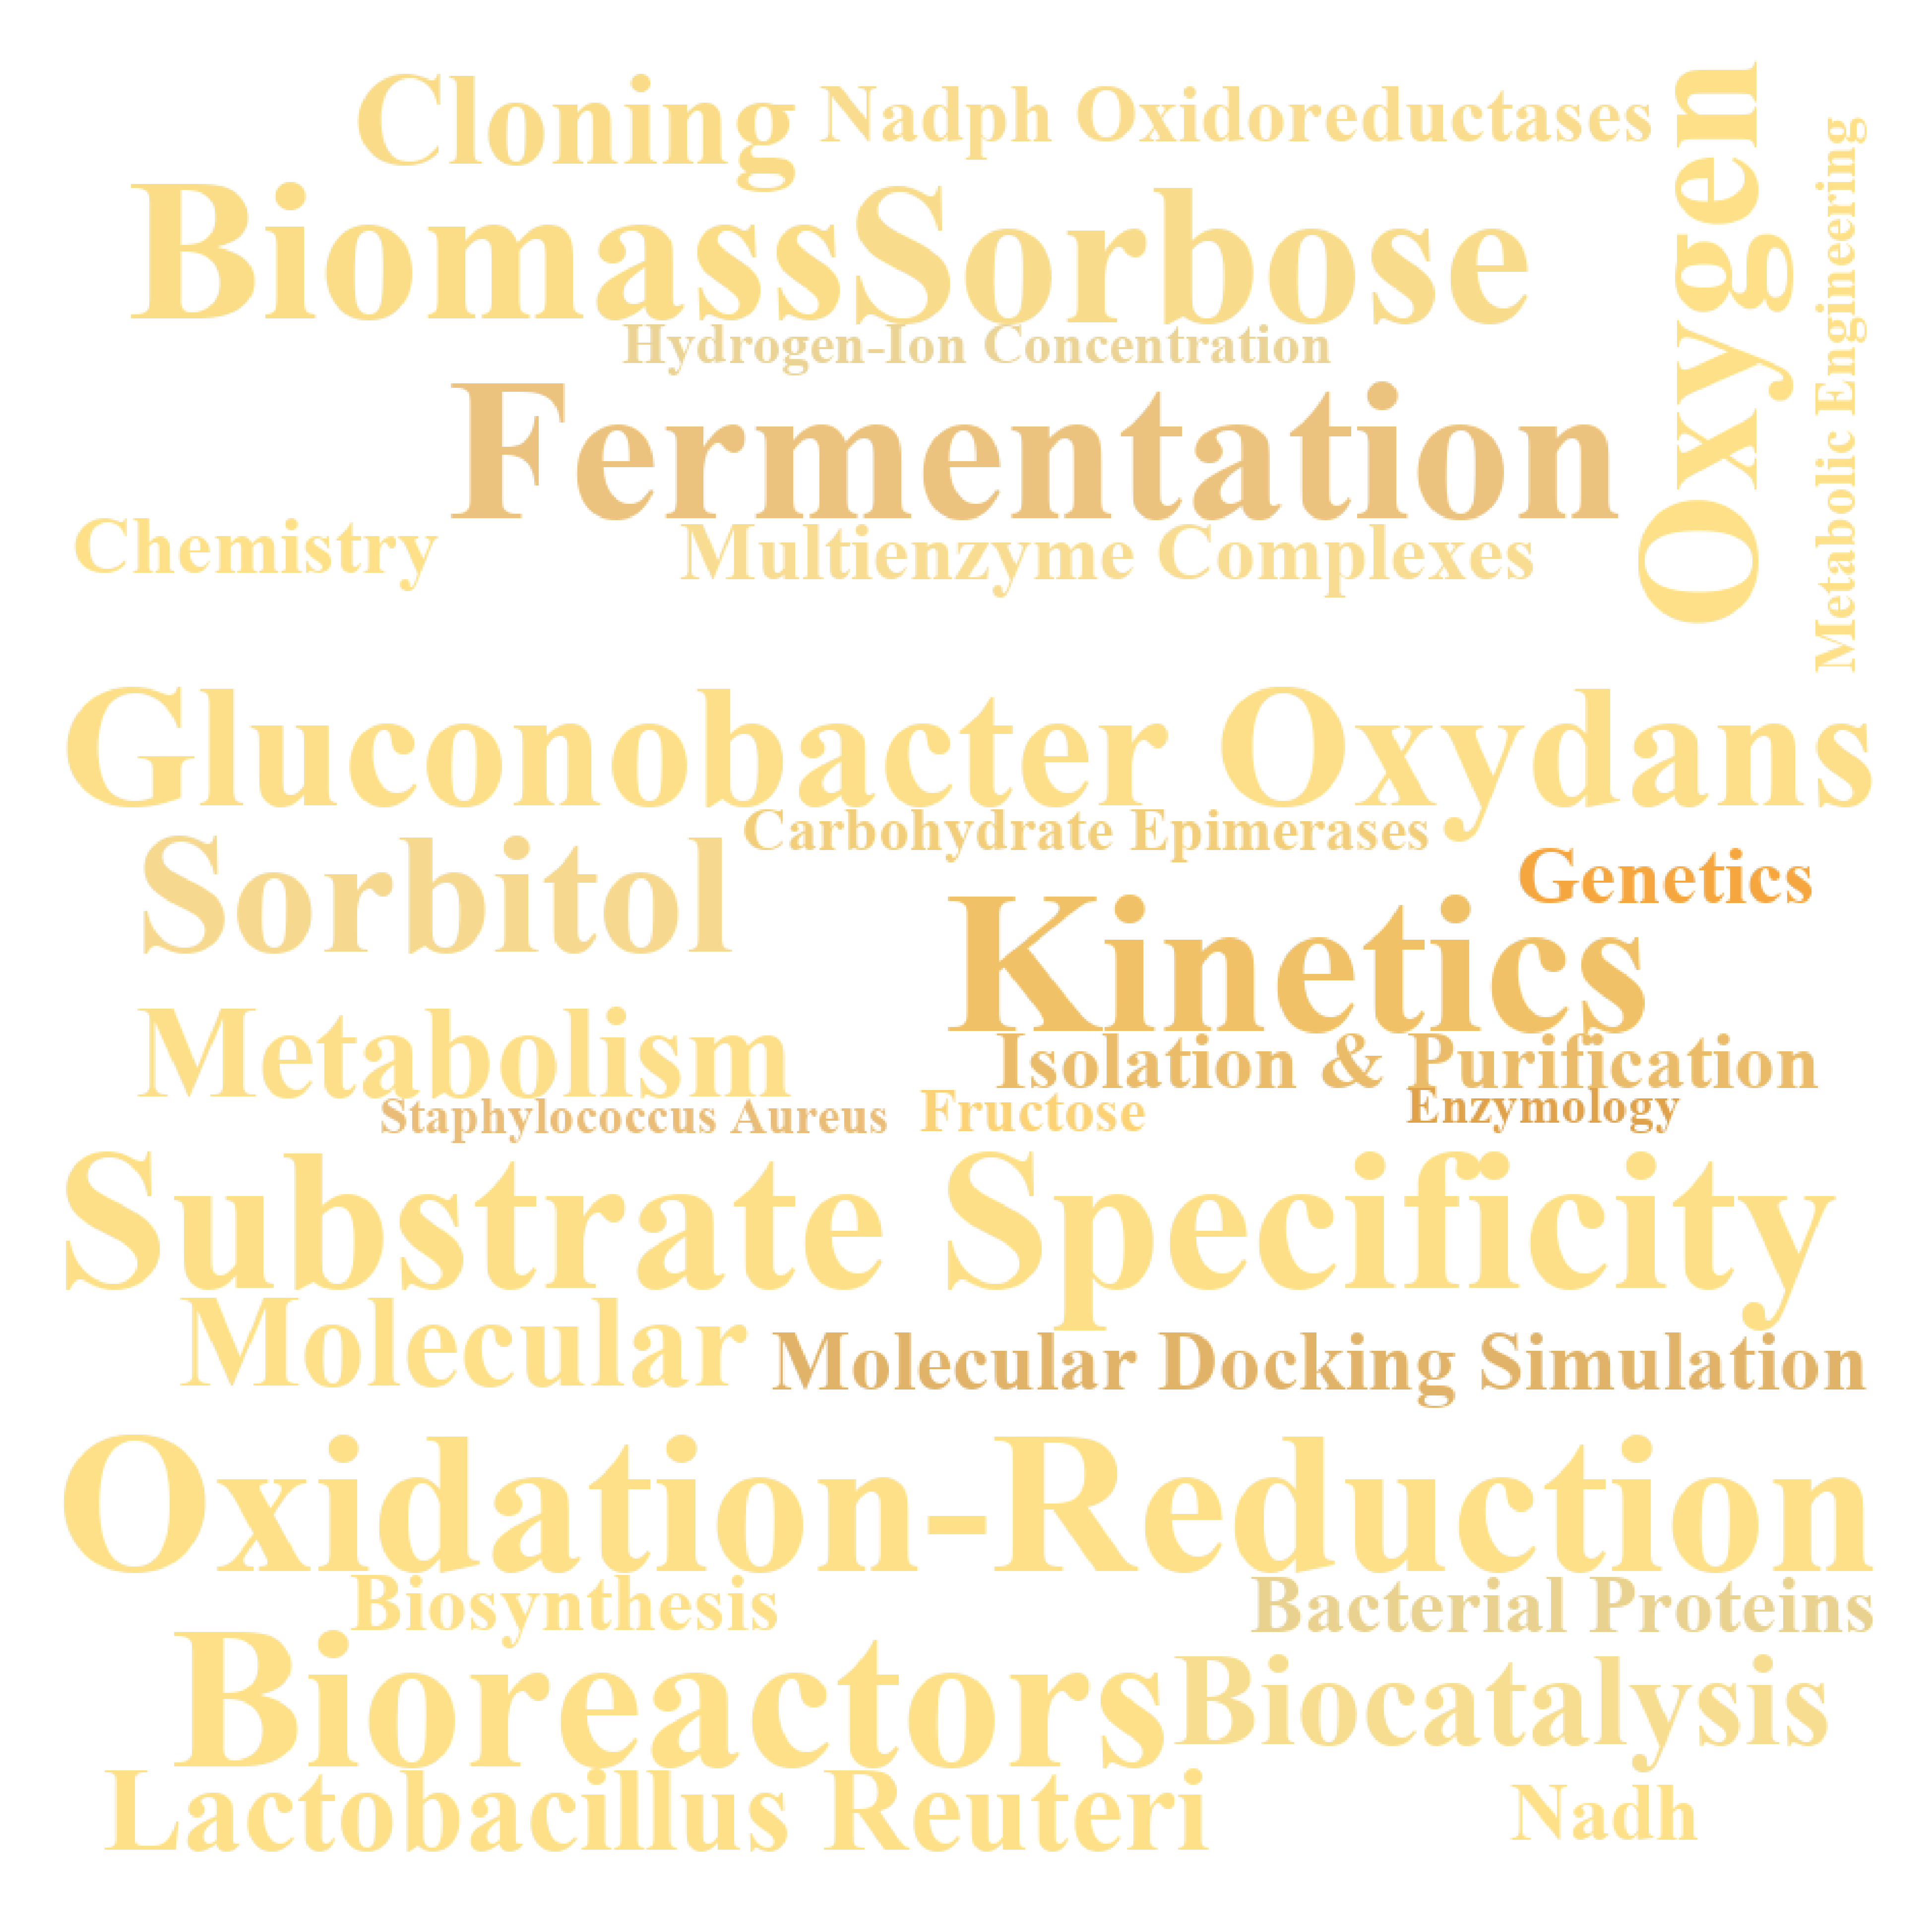 Cloning
Nadph Oxidoreductases
Oxygen
Metabolic Engineering
Biomass
Sorbose
Hydrogen-Ion Concentration
Fermentation
Chemistry
Multienzyme Complexes
Gluconobacter Oxydans
Carbohydrate Epimerases
Sorbitol
Genetics
Kinetics
Metabolism
Isolation & Purification
Staphylococcus Aureus
Fructose
Enzymology
Substrate Specificity
Molecular
Molecular Docking Simulation
Oxidation-Reduction
Biosynthesis
Bacterial Proteins
Bioreactors
Biocatalysis
Lactobacillus Reuteri
Nadh